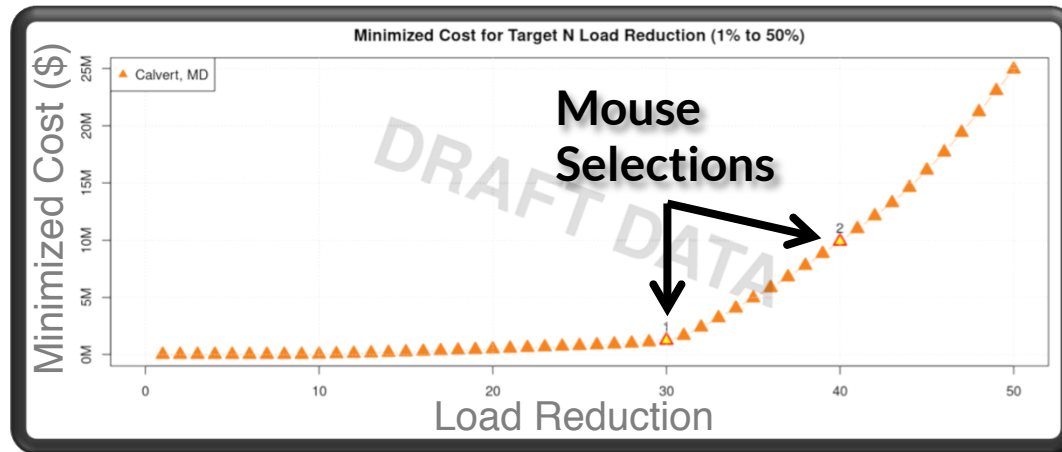 Minimized Cost for Target N Load Reduction (1% to 50%)
Minimized Cost ($)
25M
20M
15M
10M
5M
0M
Calvert, MD
Mouse
Selections
DRAFT DATA
1
2
0
10
20
30
40
50
Load Reduction